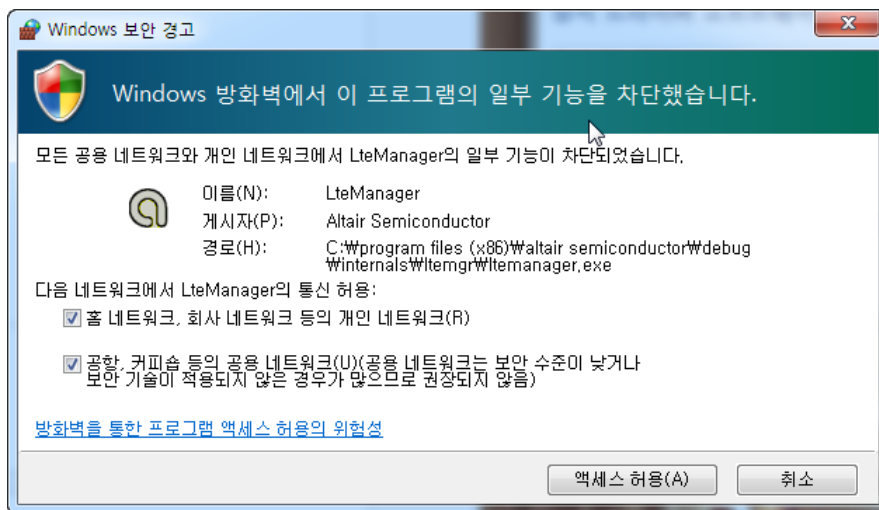 Windows 보안 경고
Windows 방화벽에서 이 프로그램의 일부 기능을 차단했습니다.
모든 공용 네트워크와 개인 네트워크에서 LteManager의 일부 기능이 차단되었습니다.
이름(N): LteManager
게시자(P): Altair Semiconductor
경로(H): C:₩program files (x86)₩altair semiconductor₩debug
₩internals₩ltemgr₩ltemanager.exe
다음 네트워크에서 LteManager의 통신 허용:
홈 네트워크, 회사 네트워크 등의 개인 네트워크(R)
공항, 커피숍 등의 공용 네트워크(U)(공용 네트워크는 보안 수준이 낮거나
보안 기술이 적용되지 않은 경우가 많으므로 권장되지 않음)
방화벽을 통한 프로그램 액세스 허용의 위험성
액세스 허용(A) 취소